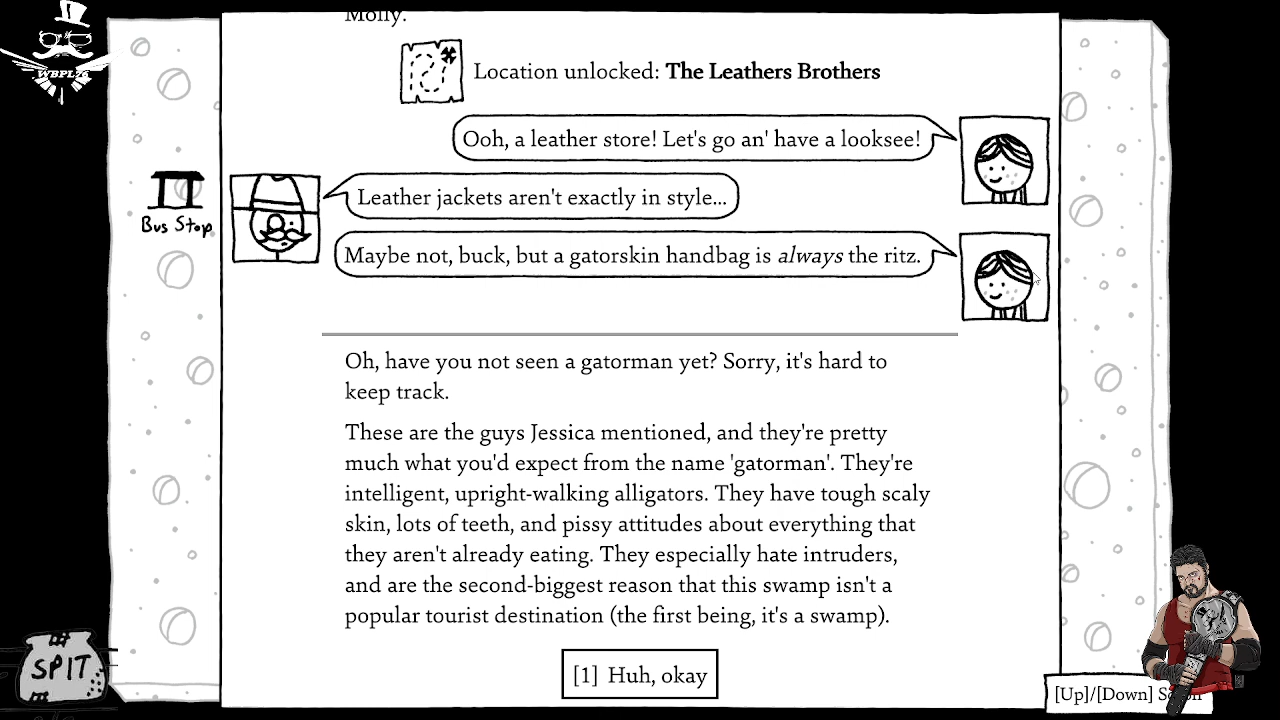 Molly.
WBPL76
Location unlocked: The Leathers Brothers
Ooh, a leather store! Let's go an' have a looksee!
Leather jackets aren't exactly in style...
Bus Stop
Maybe not, buck, but a gatorskin handbag is always the ritz.
Oh, have you not seen a gatorman yet? Sorry, it's hard to
keep track.
These are the guys Jessica mentioned, and they're pretty
much what you'd expect from the name 'gatorman'. They're
intelligent, upright-walking alligators. They have tough scaly
skin, lots of teeth, and pissy attitudes about everything that
they aren't already eating. They especially hate intruders,
and are the second-biggest reason that this swamp isn't a
popular tourist destination (the first being, it's a swamp).
SPIT
[1] Huh, okay
[Up]/[Down]